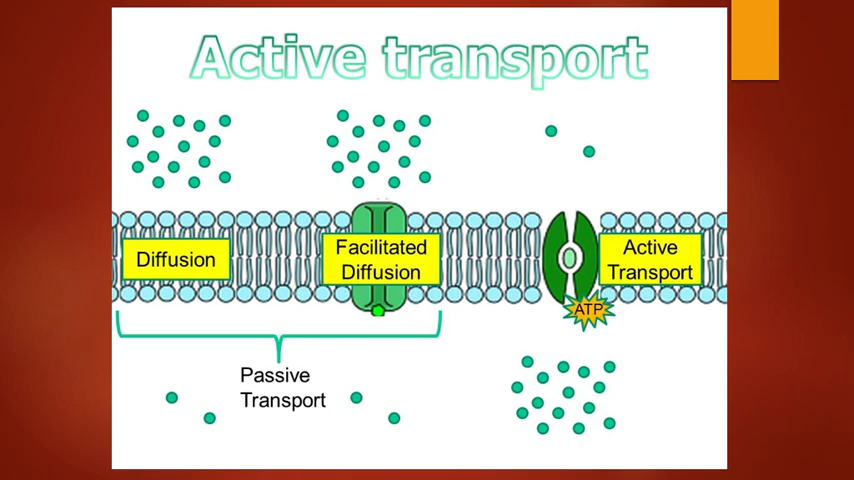 Active transport
Diffusion
Facilitated
Diffusion
Active
Transport
ATP
Passive
Transport